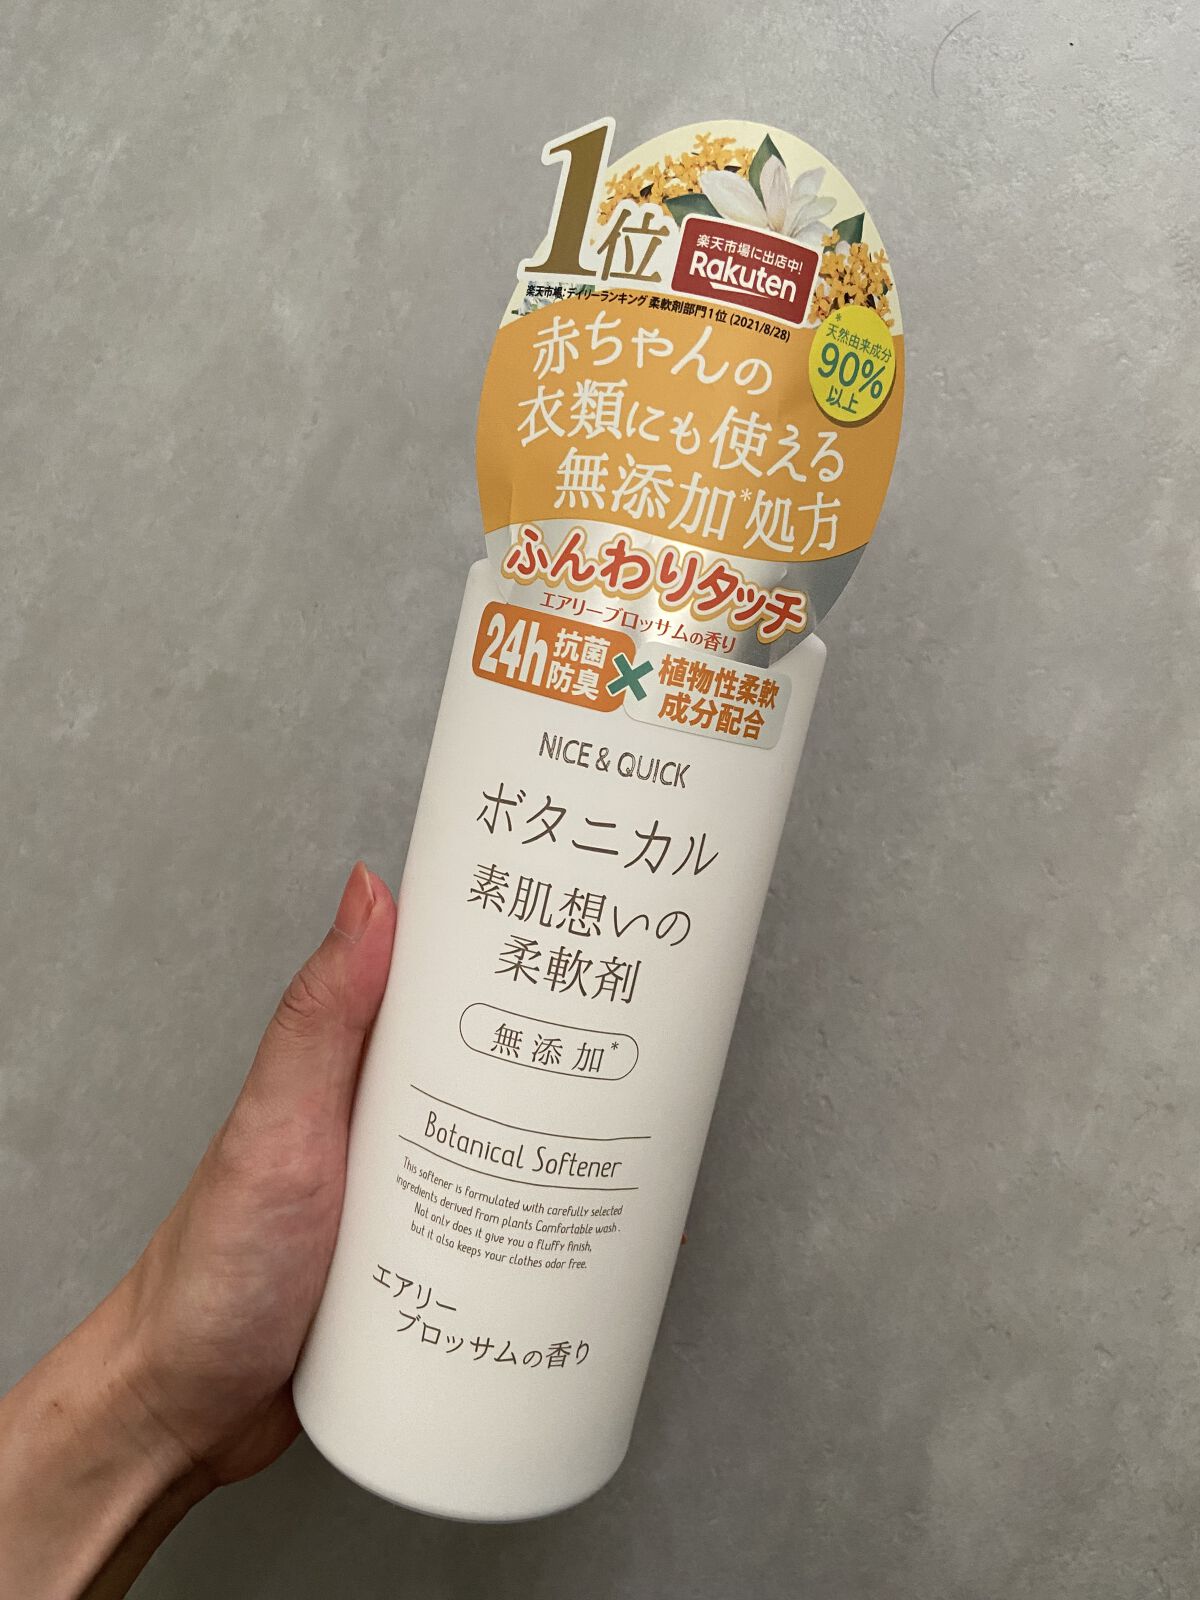 1位
楽天市場に出店中!
Rakuten
楽天市場:デイリーランキング 柔軟剤部門1位 (2021/8/28)
*
天然由来成分
90%
以上
赤ちゃんの
衣類にも使える
無添加*処方
ふんわりタッチ
エアリーブロッサムの香り
24h 抗菌
防臭
×
植物性柔軟
成分配合
NICE & QUICK
ボタニカル
素肌想いの
柔軟剤
無添加*
Botanical Softener
This softener is formulated with carefully selected
ingredients derived from plants Comfortable wash.
Not only does it give you a fluffy finish,
but it also keeps your clothes odor free.
エアリー
ブロッサムの香り